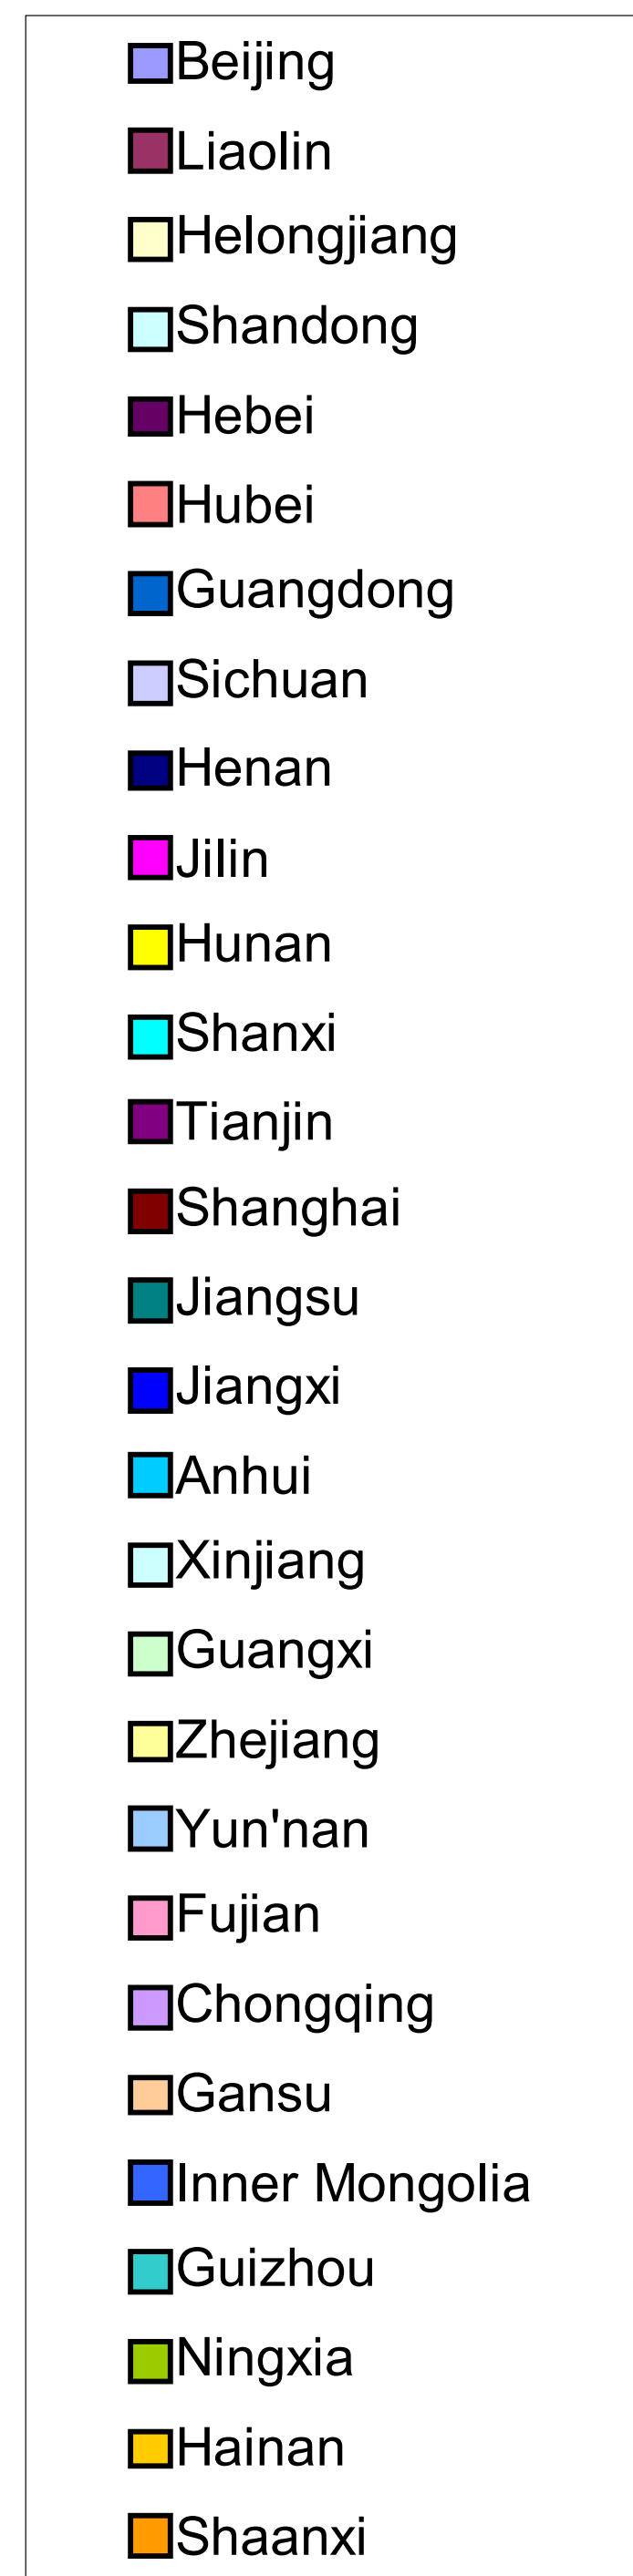 Beijing
Liaolin
Helongjiang
Shandong
Hebei
Hubei
Guangdong
Sichuan
Henan
Jilin
Hunan
Shanxi
Tianjin
Shanghai
Jiangsu
Jiangxi
Anhui
Xinjiang
Guangxi
Zhejiang
Yun'nan
Fujian
Chongqing
Gansu
Inner Mongolia
Guizhou
Ningxia
Hainan
Shaanxi